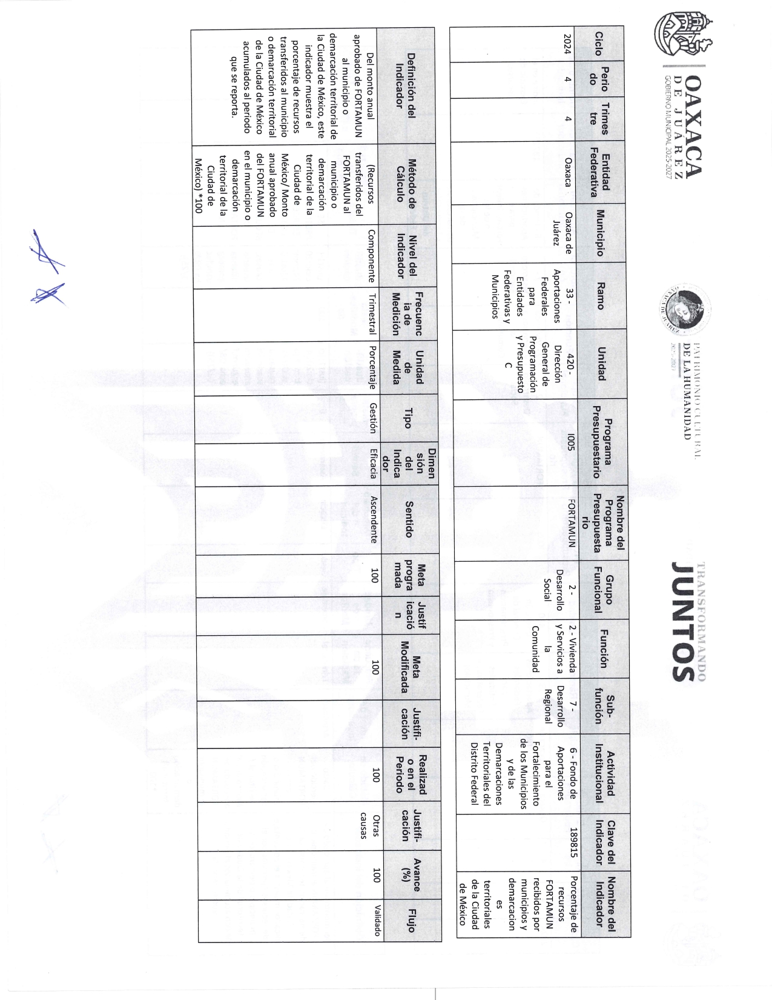 OAXACA
DE JUÁREZ
GOBIERNO MUNICIPAL 2025-2027
PATRIMONIO CULTURAL
DE LA HUMANIDAD
TRANSFORMANDO
JUNTOS
Ciclo
Perio
do
Trimes
tre
Entidad
Federativa
Municipio
Ramo
Unidad
Programa
Presupuestario
Nombre del
Programa
Presupuesta
rio
Grupo
Funcional
Función
Sub-
función
Actividad
Institucional
Clave del
Indicador
Nombre del
Indicador
2024
4
4
Oaxaca
Oaxaca de
Juárez
33 -
Aportaciones
Federales
para
Entidades
Federativas y
Municipios
420-
Dirección
General de
Programación
y Presupuesto
C
I005
FORTAMUN
2 -
Desarrollo
Social
2 - Vivienda
y Servicios a
la
Comunidad
7 -
Desarrollo
Regional
6 - Fondo de
Aportaciones
para el
Fortalecimiento
de los Municipios
y de las
Demarcaciones
Territoriales del
Distrito Federal
189815
Porcentaje de
recursos
FORTAMUN
recibidos por
municipios y
demarcacion
es
territoriales
de la Ciudad
de México
Definición del
Indicador
Método de
Cálculo
Nivel del
Indicador
Frecuenc
ia de
Medición
Unidad
de
Medida
Tipo
Dimen
sión
del
Indica
dor
Sentido
Meta
progra
mada
Justif
icació
n
Meta
Modificada
Justifi-
cación
Realizad
o en el
Periodo
Justifi-
cación
Avance
(%)
Flujo
Del monto anual
aprobado de FORTAMUN
al municipio o
demarcación territorial de
la Ciudad de México, este
indicador muestra el
porcentaje de recursos
transferidos al municipio
o demarcación territorial
de la Ciudad de México
acumulados al periodo
que se reporta.
(Recursos
transferidos del
FORTAMUN al
municipio o
demarcación
territorial de la
Ciudad de
México/ Monto
anual aprobado
del FORTAMUN
en el municipio o
demarcación
territorial de la
Ciudad de
México) *100
Componente
Trimestral
Porcentaje
Gestión
Eficacia
Ascendente
100
100
100
Otras
causas
100
Validado